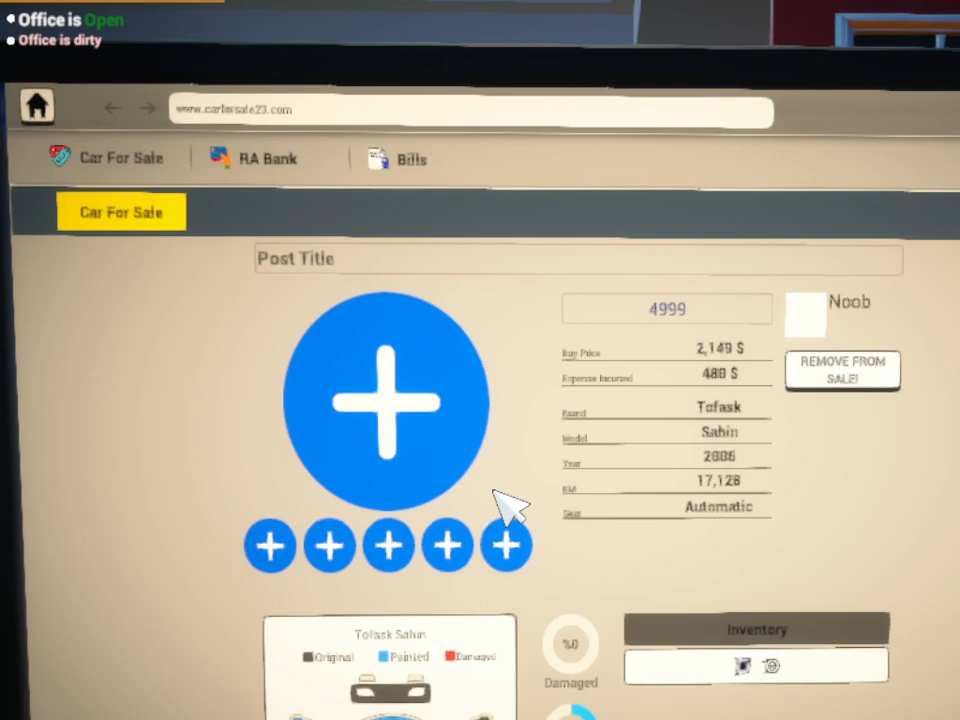 Office is Open
Office is dirty
www.carforsale23.com
Car For Sale
RA Bank
Bills
Car For Sale
Post Title
4999
Noob
Buy Price 2,149 $
Expense Incurred 480 $
REMOVE FROM SALE!
Brand Tofask
Model Sahin
Year 2006
KM 17,128
Gear Automatic
Tofask Sahin
Original Painted Damaged
%0
Damaged
Inventory